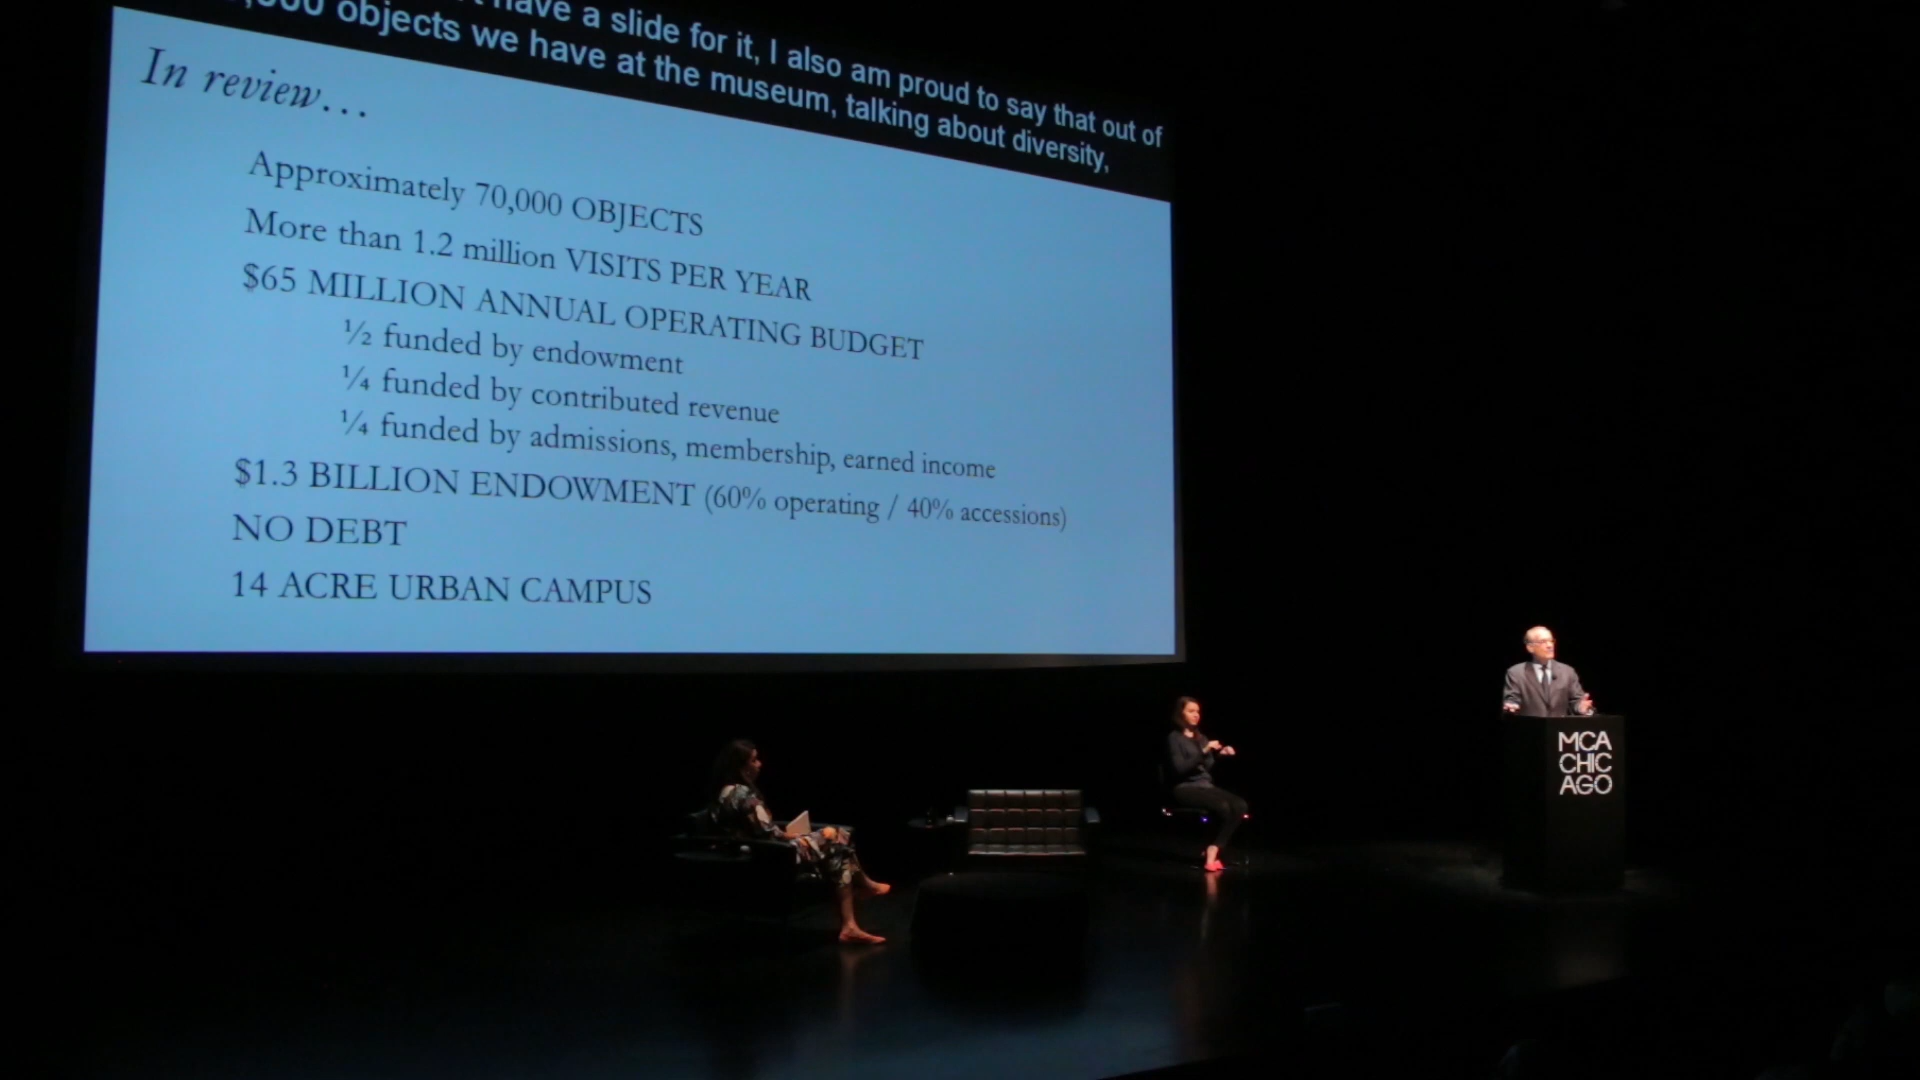 have a slide for it, I also am proud to say that out of
objects we have at the museum, talking about diversity,
In review...
Approximately 70,000 OBJECTS
More than 1.2 million VISITS PER YEAR
$65 MILLION ANNUAL OPERATING BUDGET
½ funded by endowment
¼ funded by contributed revenue
¼ funded by admissions, membership, earned income
$1.3 BILLION ENDOWMENT (60% operating / 40% accessions)
NO DEBT
14 ACRE URBAN CAMPUS
MCA
CHIC
AGO